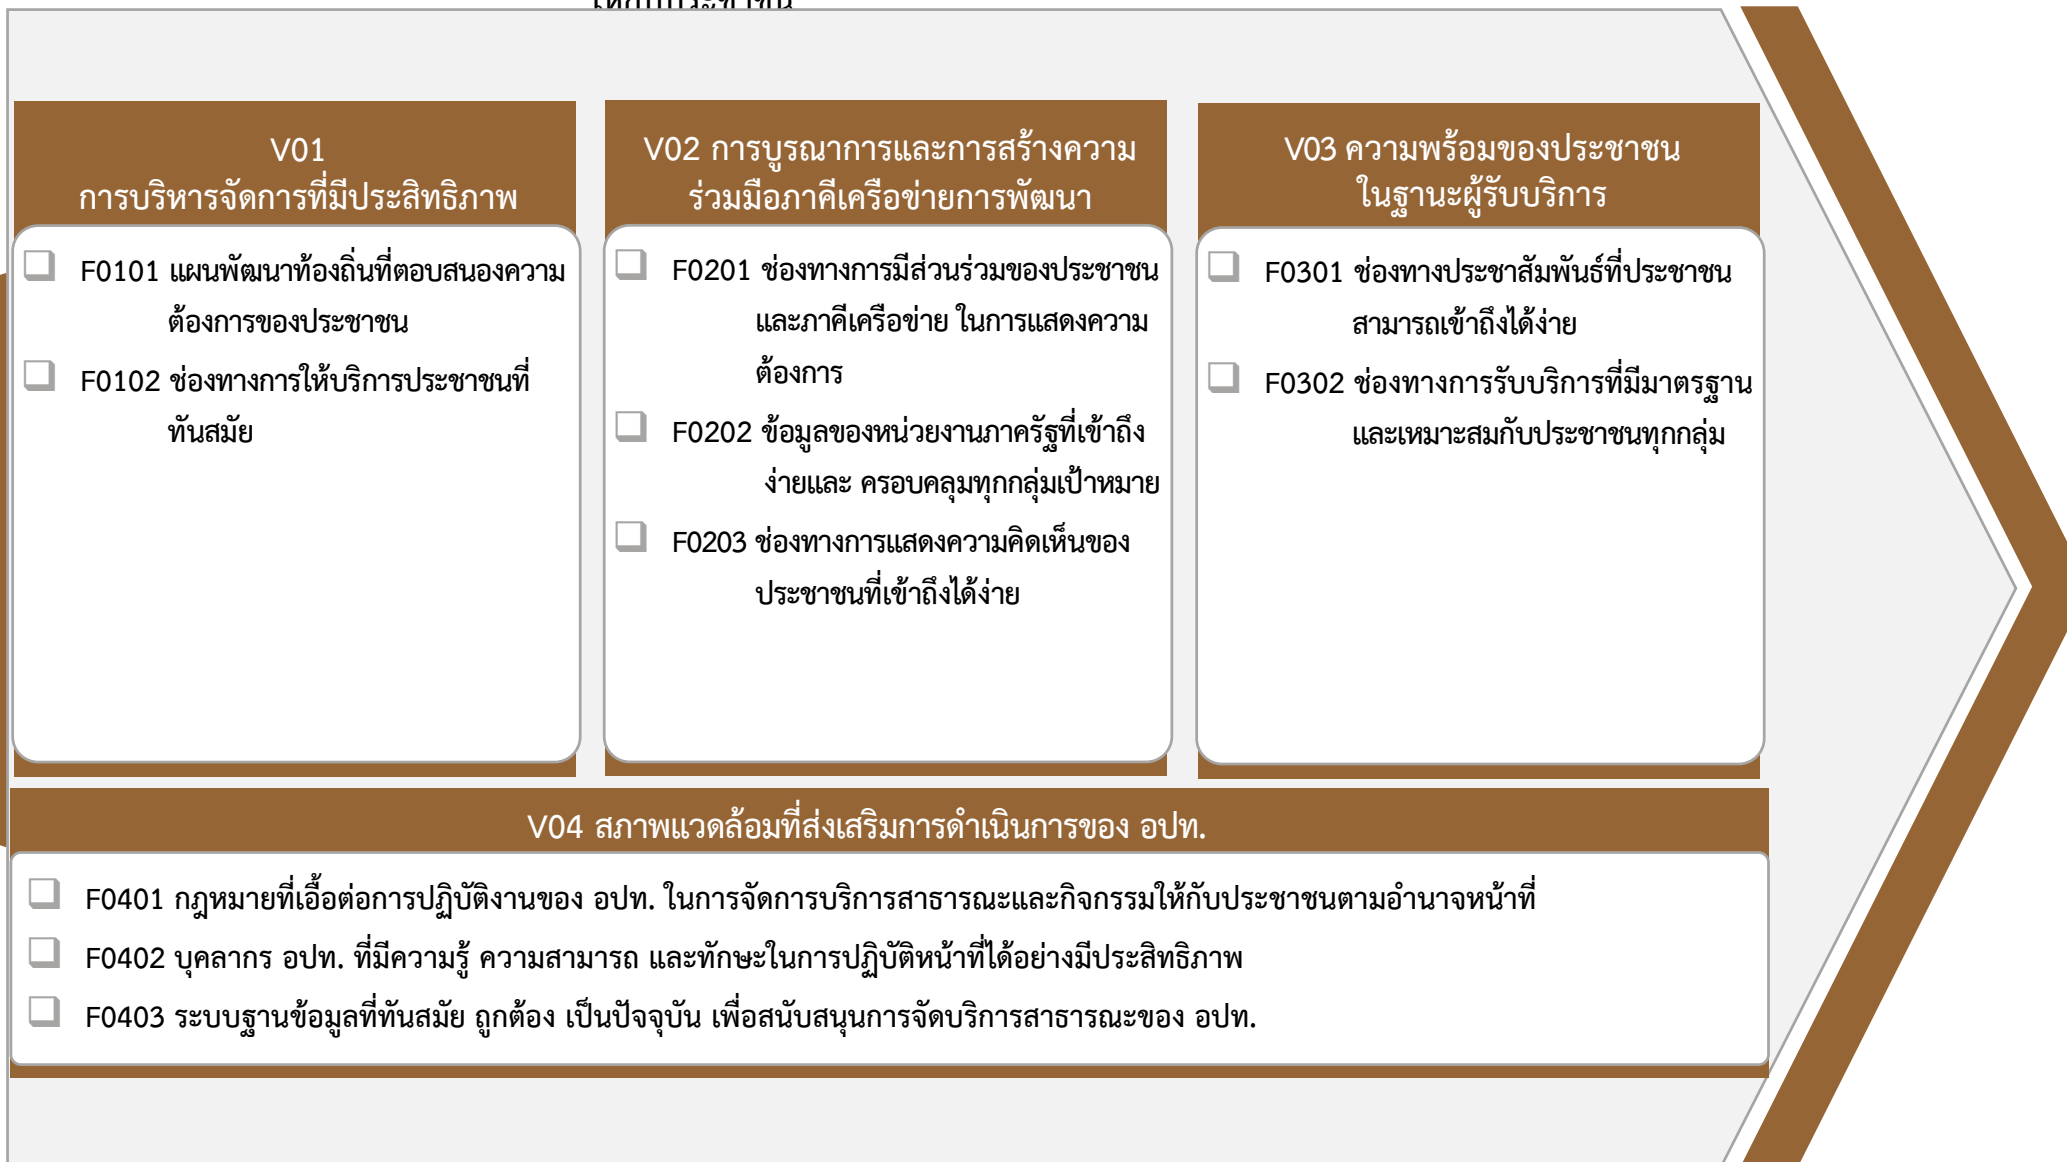 V01
การบริหารจัดการที่มีประสิทธิภาพ
F0101 แผนพัฒนาท้องถิ่นที่ตอบสนองความ
ต้องการของประชาชน
F0102 ช่องทางการให้บริการประชาชนที่
ทันสมัย
V02 การบูรณาการและการสร้างความ
ร่วมมือภาคีเครือข่ายการพัฒนา
F0201 ช่องทางการมีส่วนร่วมของประชาชน
และภาคีเครือข่าย ในการแสดงความ
ต้องการ
F0202 ข้อมูลของหน่วยงานภาครัฐที่เข้าถึง
ง่ายและ ครอบคลุมทุกกลุ่มเป้าหมาย
F0203 ช่องทางการแสดงความคิดเห็นของ
ประชาชนที่เข้าถึงได้ง่าย
V03 ความพร้อมของประชาชน
ในฐานะผู้รับบริการ
F0301 ช่องทางประชาสัมพันธ์ที่ประชาชน
สามารถเข้าถึงได้ง่าย
F0302 ช่องทางการรับบริการที่มีมาตรฐาน
และเหมาะสมกับประชาชนทุกกลุ่ม
V04 สภาพแวดล้อมที่ส่งเสริมการดำเนินการของ อปท.
F0401 กฎหมายที่เอื้อต่อการปฏิบัติงานของ อปท. ในการจัดการบริการสาธารณะและกิจกรรมให้กับประชาชนตามอำนาจหน้าที่
F0402 บุคลากร อปท. ที่มีความรู้ ความสามารถ และทักษะในการปฏิบัติหน้าที่ได้อย่างมีประสิทธิภาพ
F0403 ระบบฐานข้อมูลที่ทันสมัย ถูกต้อง เป็นปัจจุบัน เพื่อสนับสนุนการจัดบริการสาธารณะของ อปท.